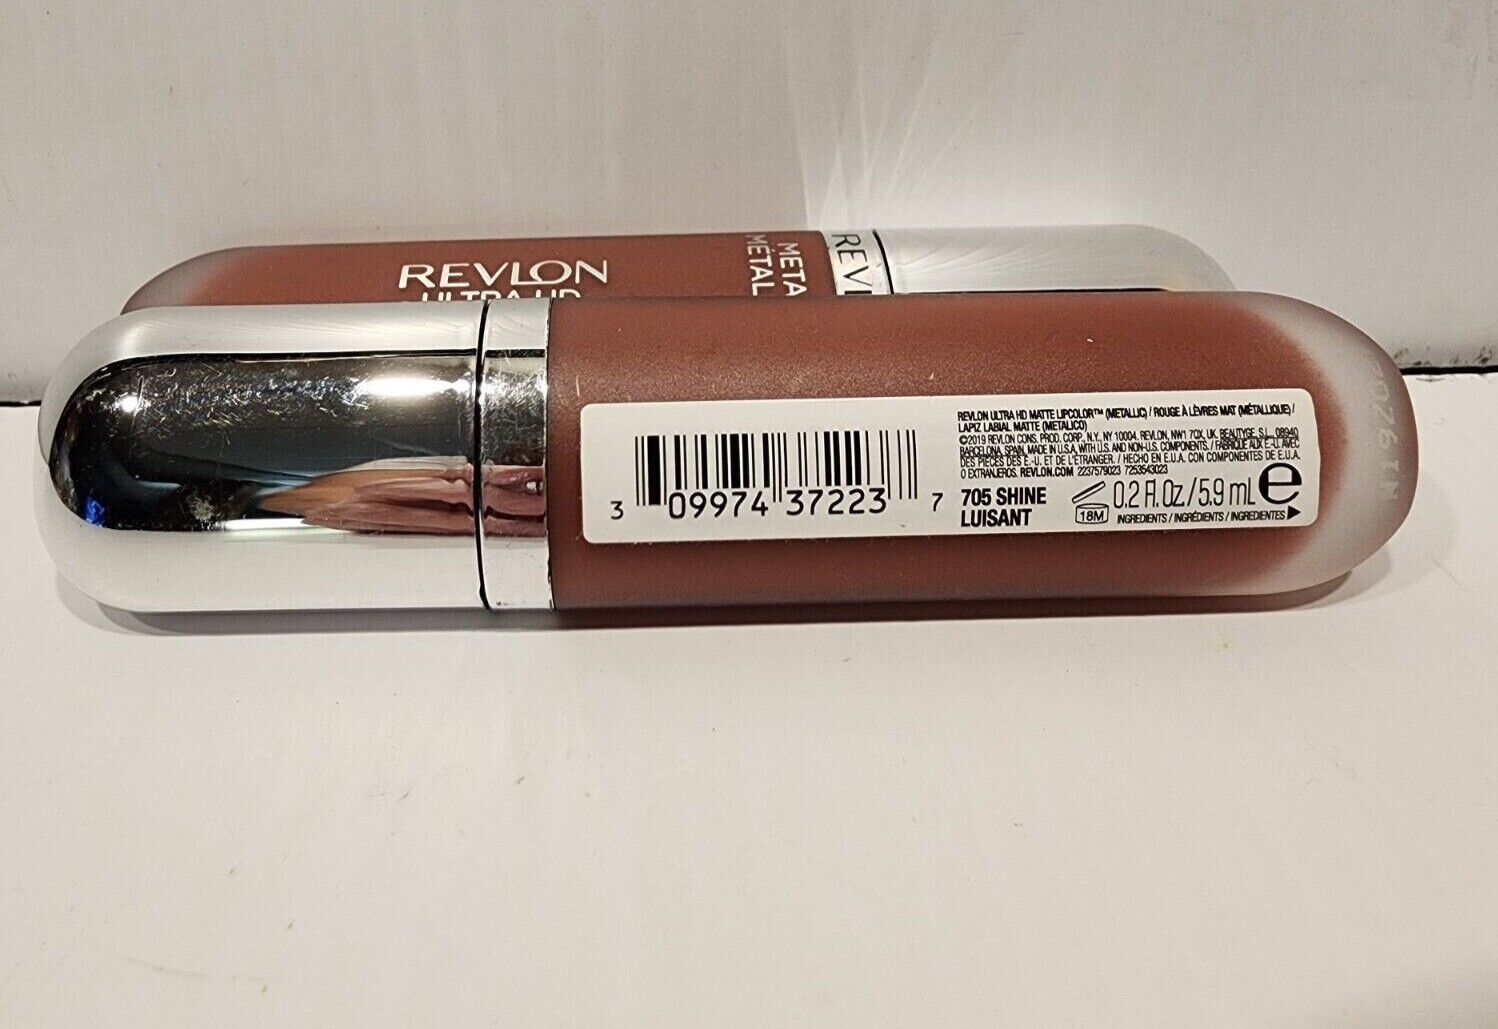 REVLON
ULTRA HD
META
MÉTAL
REVL
REVLON ULTRA HD MATTE LIPCOLOR™ (METALLIC) / ROUGE À LÈVRES MAT (MÉTALLIQUE) /
LAPIZ LABIAL MATTE (METALICO)
©2019 REVLON CONS. PROD. CORP., N.Y., NY 10004. REVLON, NW1 7QX, UK. BEAUTYGE, S.L., 08940
BARCELONA, SPAIN. MADE IN U.S.A. WITH U.S. AND NON-U.S. COMPONENTS. / FABRIQUÉ AUX É.-U. AVEC
DES PIÈCES DES É.-U. ET DE L'ÉTRANGER. / HECHO EN E.U.A. CON COMPONENTES DE E.U.A.
O EXTRANJEROS. REVLON.COM 2237579023 7253543023
705 SHINE
LUISANT
18M
0.2 Fl. Oz./5.9 mL e
INGREDIENTS / INGRÉDIENTS / INGREDIENTES ▶
3 09974 37223 7